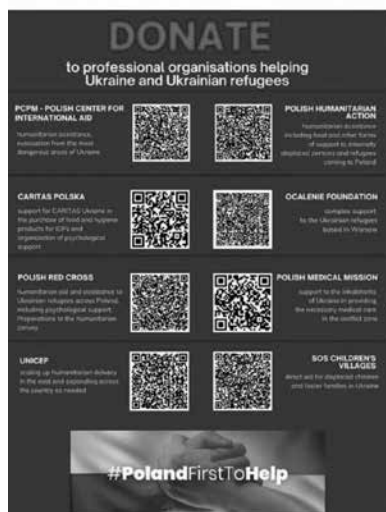 DONATE
to professional organisations helping
Ukraine and Ukrainian refugees
PCPM - POLISH CENTER FOR
INTERNATIONAL AID
humanitarian assistance,
evacuation from the most
dangerous areas of Ukraine
POLISH HUMANITARIAN
ACTION
humanitarian assistance
including food and other forms
of support to internally
displaced persons and refugees
coming to Poland
CARITAS POLSKA
support for CARITAS Ukraine in
the purchase of food and hygiene
products for IDPs and
organization of psychological
support
OCALENIE FOUNDATION
complex support
to the Ukrainian refugees
based in Warsaw
POLISH RED CROSS
humanitarian aid and assistance to
Ukrainian refugees across Poland,
including psychological support.
Preparations to the humanitarian
convoy
POLISH MEDICAL MISSION
support to the inhabitants
of Ukraine in providing
the necessary medical care
in the conflict zone
UNICEF
scaling up humanitarian delivery
in the east and expanding across
the country as needed
SOS CHILDREN'S
VILLAGES
direct aid for displaced children
and foster families in Ukraine
#PolandFirstToHelp